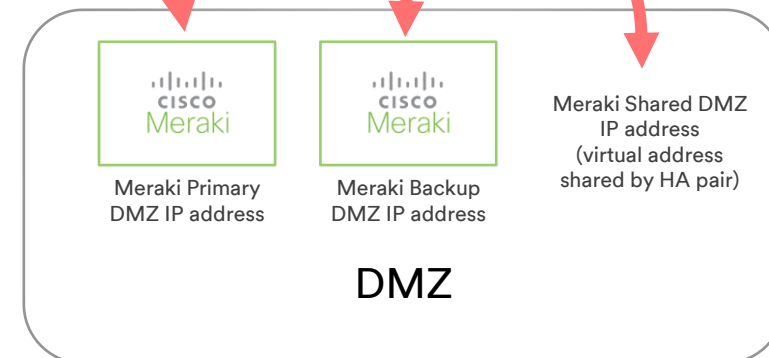 CISCO
Meraki
Meraki Primary
DMZ IP address
CISCO
Meraki
Meraki Backup
DMZ IP address
Meraki Shared DMZ
IP address
(virtual address
shared by HA pair)
DMZ